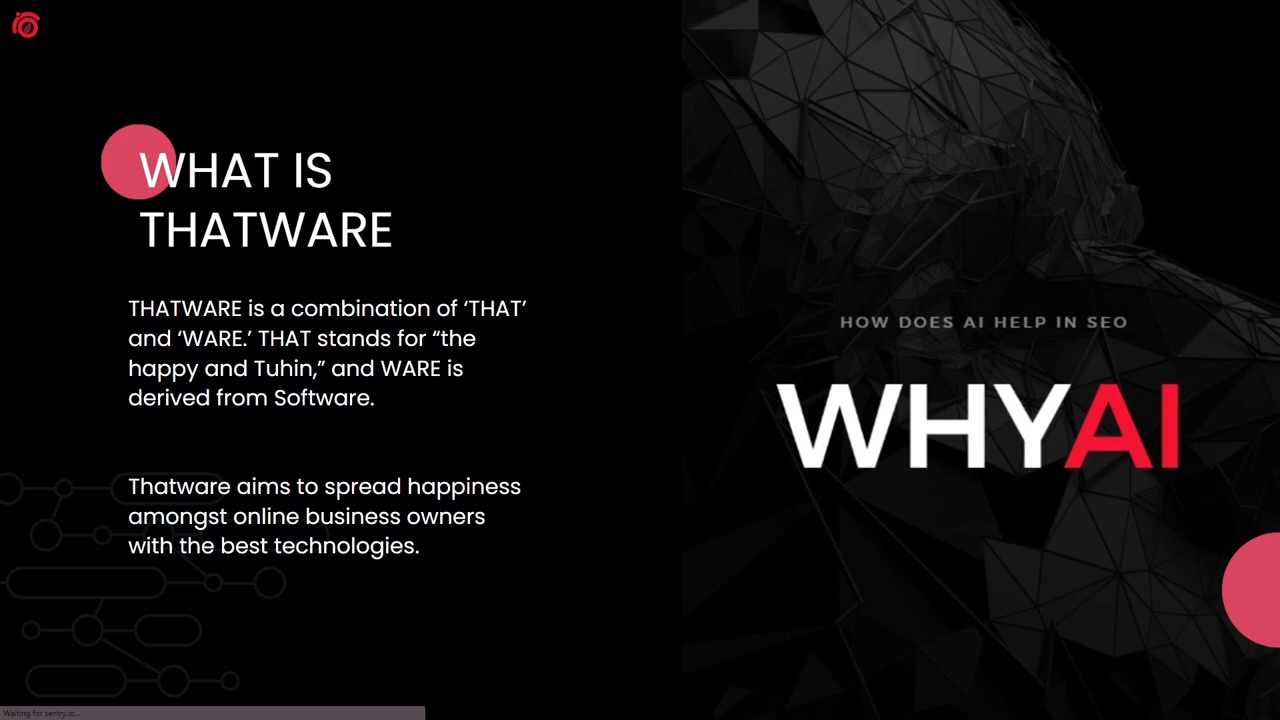 WHAT IS
THATWARE
THATWARE is a combination of ‘THAT’
and ‘WARE.’ THAT stands for “the
happy and Tuhin,” and WARE is
derived from Software.
Thatware aims to spread happiness
amongst online business owners
with the best technologies.
HOW DOES AI HELP IN SEO
WHYAI
Waiting for sentry.io...